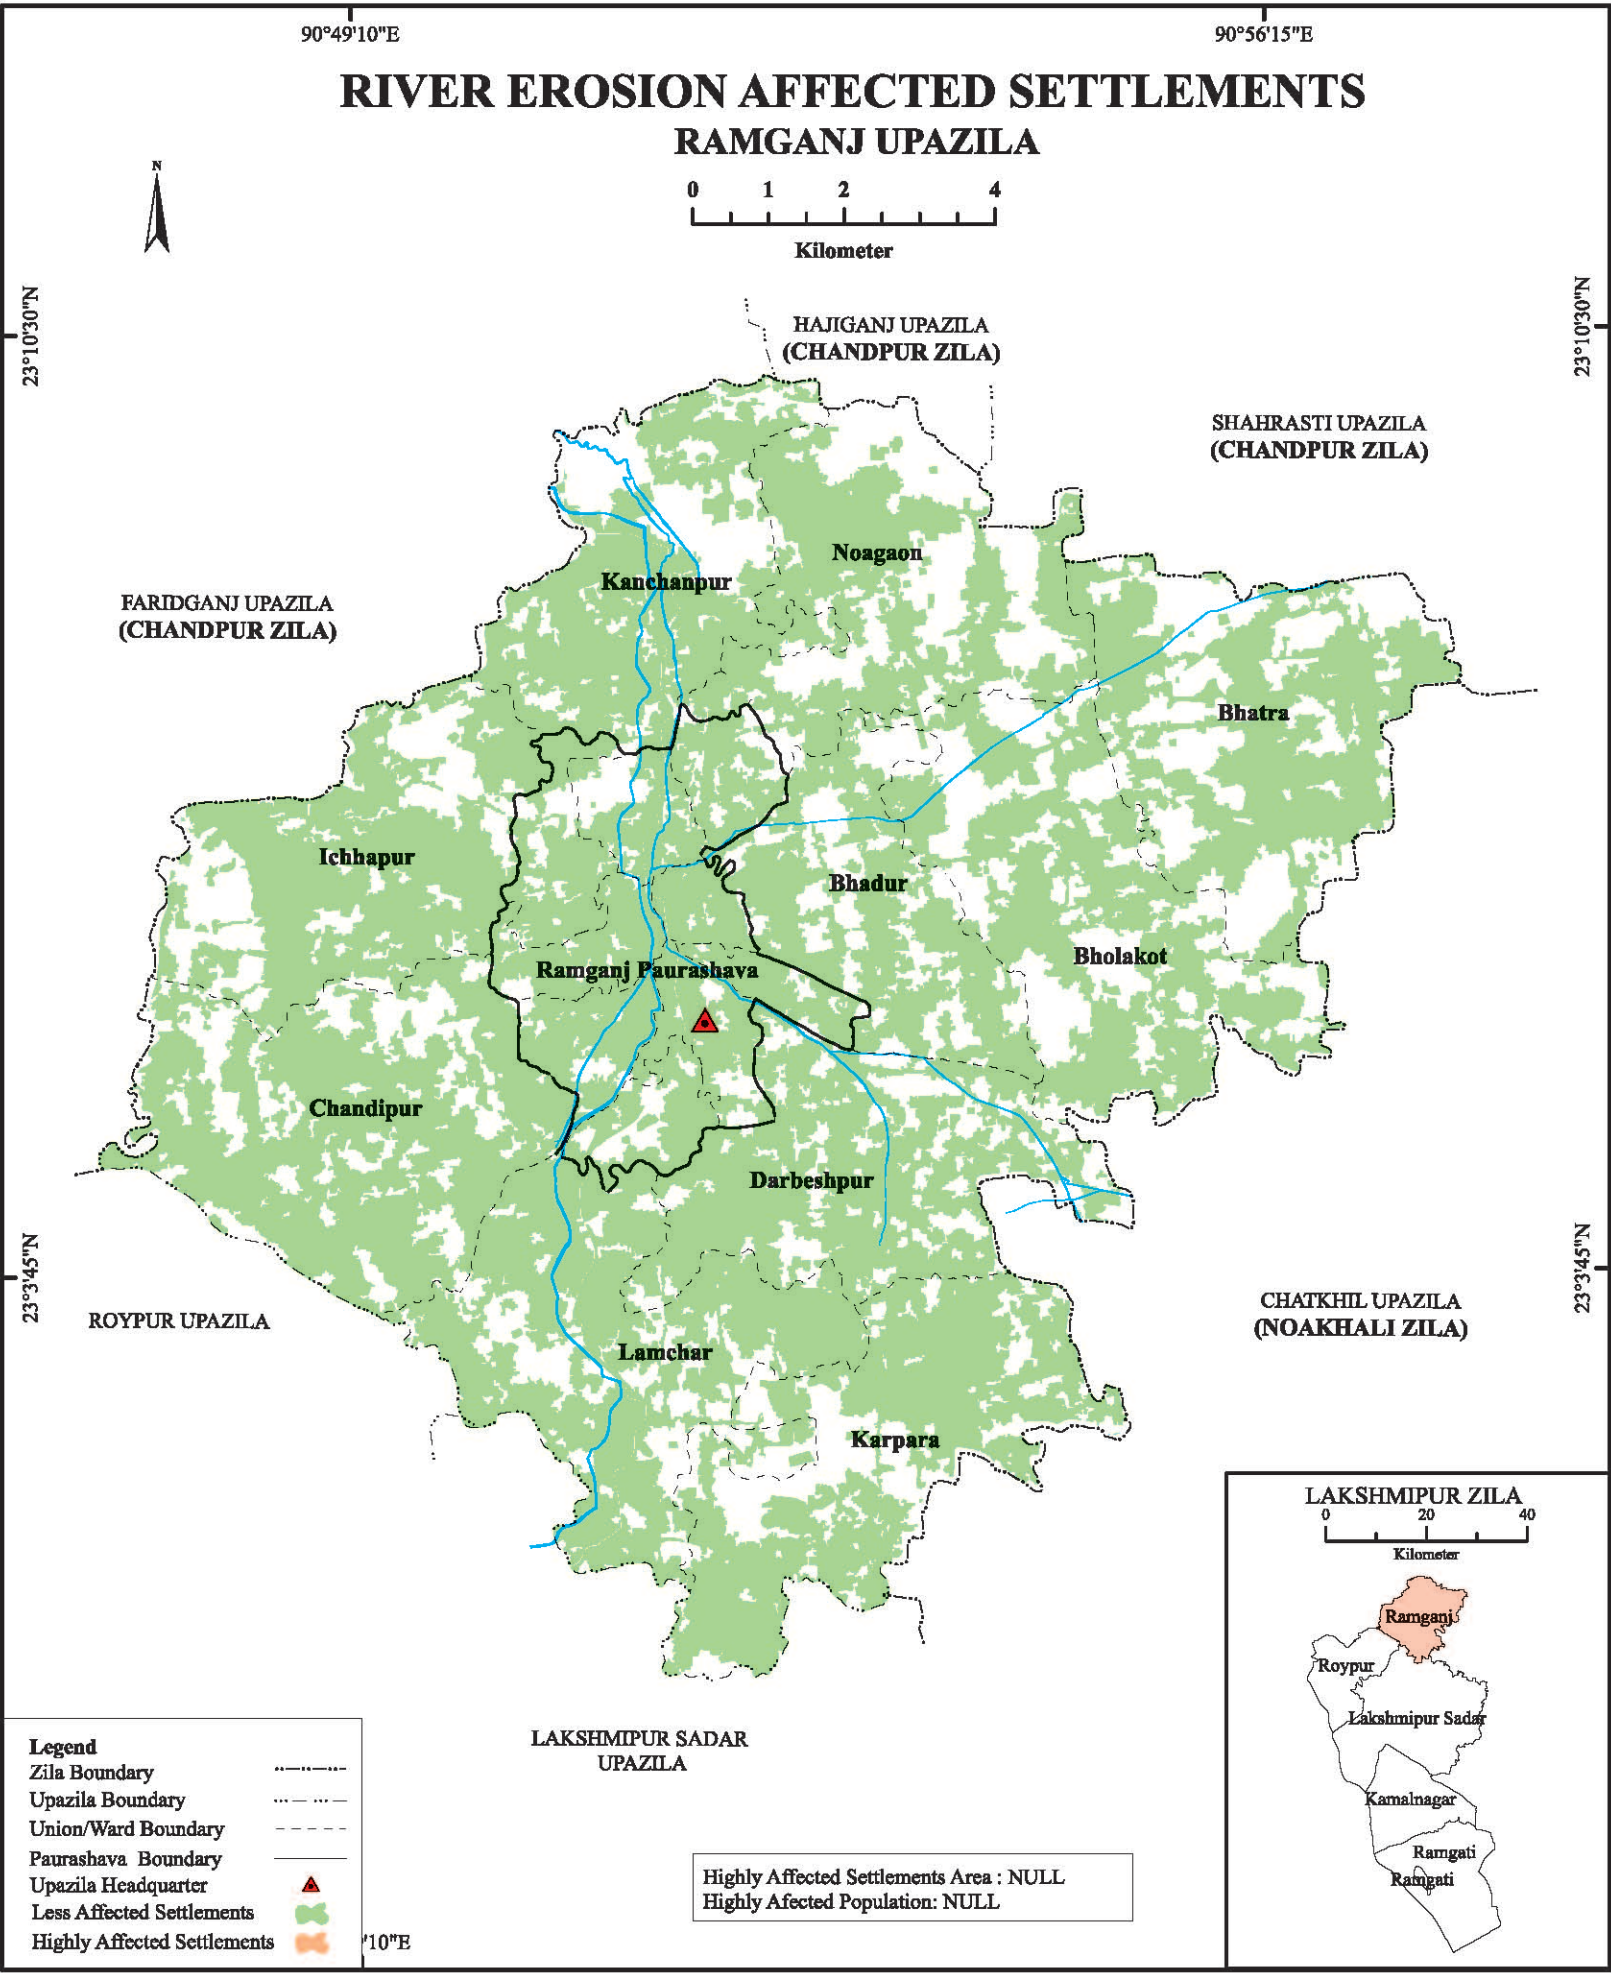 90°49'10"E
90°56'15"E
RIVER EROSION AFFECTED SETTLEMENTS
RAMGANJ UPAZILA
N
0 1 2 4
Kilometer
23°10'30"N
23°10'30"N
HAJIGANJ UPAZILA
(CHANDPUR ZILA)
SHAHRASTI UPAZILA
(CHANDPUR ZILA)
Noagaon
Kanchanpur
FARIDGANJ UPAZILA
(CHANDPUR ZILA)
Bhatra
Ichhapur
Bhadur
Bholakot
Ramganj Paurashava
Chandipur
Darbeshpur
23°3'45"N
23°3'45"N
ROYPUR UPAZILA
CHATKHIL UPAZILA
(NOAKHALI ZILA)
Lamchar
Karpara
LAKSHMIPUR ZILA
0 20 40
Kilometer
Ramganj
Roypur
Lakshmipur Sadar
Kamalnagar
Ramgati
Ramgati
LAKSHMIPUR SADAR
UPAZILA
Legend
Zila Boundary
Upazila Boundary
Union/Ward Boundary
Paurashava Boundary
Upazila Headquarter
Less Affected Settlements
Highly Affected Settlements
'10"E
Highly Affected Settlements Area : NULL
Highly Afected Population: NULL